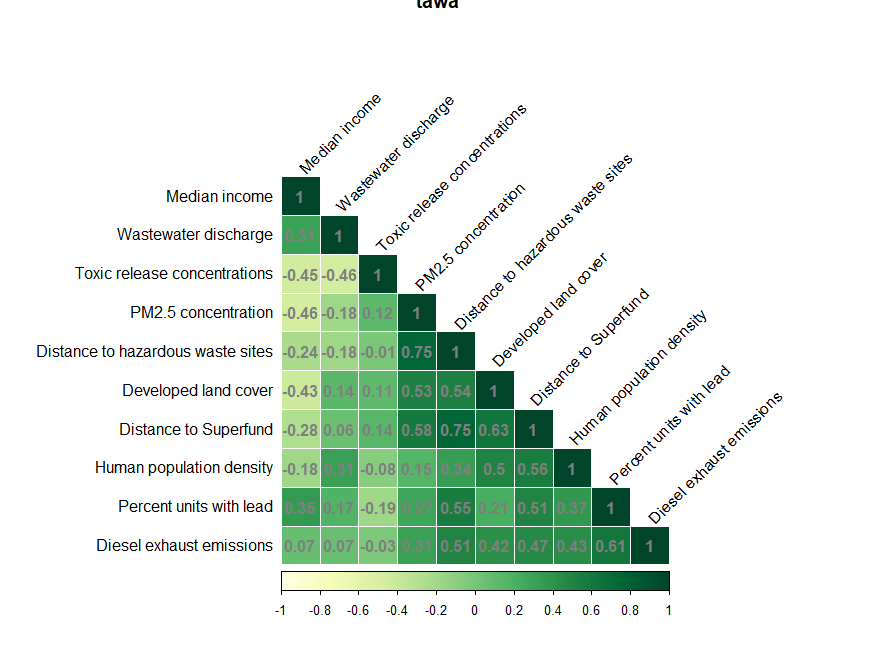 tawa
Median income
Wastewater discharge
Toxic release concentrations
PM2.5 concentration
Distance to hazardous waste sites
Developed land cover
Distance to Superfund
Human population density
Percent units with lead
Diesel exhaust emissions
Median income 1
Wastewater discharge 0.31 1
Toxic release concentrations -0.45 -0.46 1
PM2.5 concentration -0.46 -0.18 0.12 1
Distance to hazardous waste sites -0.24 -0.18 -0.01 0.75 1
Developed land cover -0.43 0.14 0.11 0.53 0.54 1
Distance to Superfund -0.28 0.06 0.14 0.58 0.75 0.63 1
Human population density -0.18 0.31 -0.08 0.15 0.34 0.5 0.56 1
Percent units with lead 0.35 0.17 -0.19 0.27 0.55 0.21 0.51 0.37 1
Diesel exhaust emissions 0.07 0.07 -0.03 0.31 0.51 0.42 0.47 0.43 0.61 1
-1 -0.8 -0.6 -0.4 -0.2 0 0.2 0.4 0.6 0.8 1